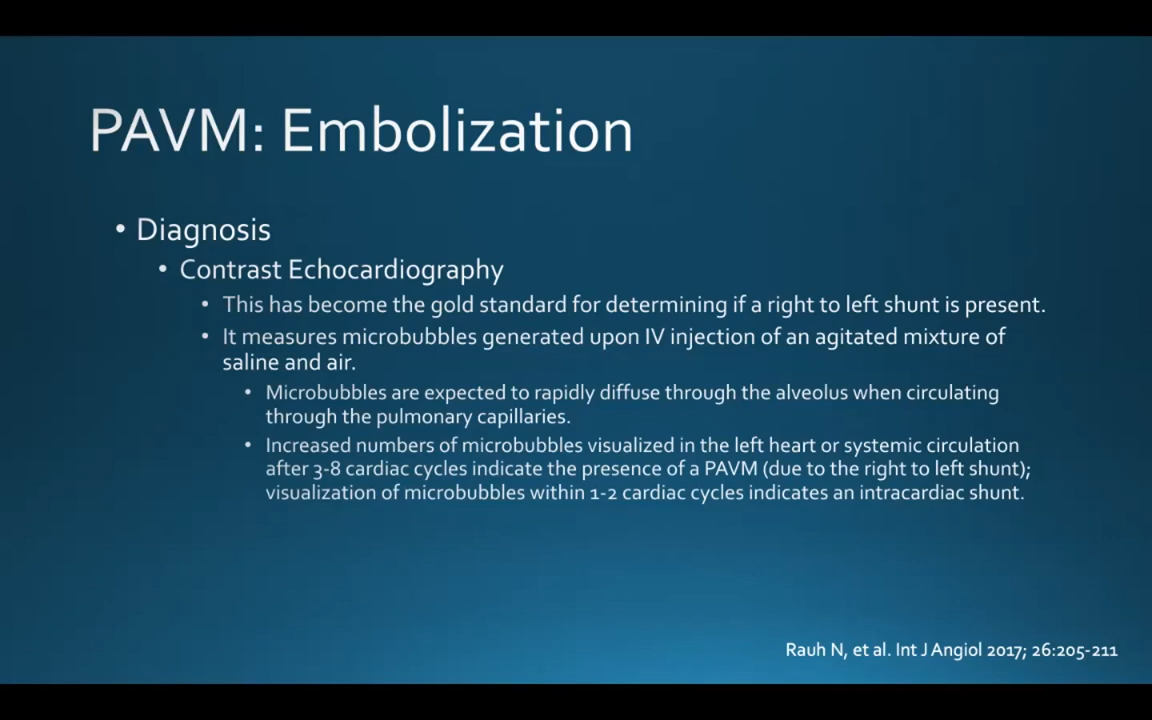 PAVM: Embolization
• Diagnosis
• Contrast Echocardiography
• This has become the gold standard for determining if a right to left shunt is present.
• It measures microbubbles generated upon IV injection of an agitated mixture of
saline and air.
• Microbubbles are expected to rapidly diffuse through the alveolus when circulating
through the pulmonary capillaries.
• Increased numbers of microbubbles visualized in the left heart or systemic circulation
after 3-8 cardiac cycles indicate the presence of a PAVM (due to the right to left shunt);
visualization of microbubbles within 1-2 cardiac cycles indicates an intracardiac shunt.
Rauh N, et al. Int J Angiol 2017; 26:205-211